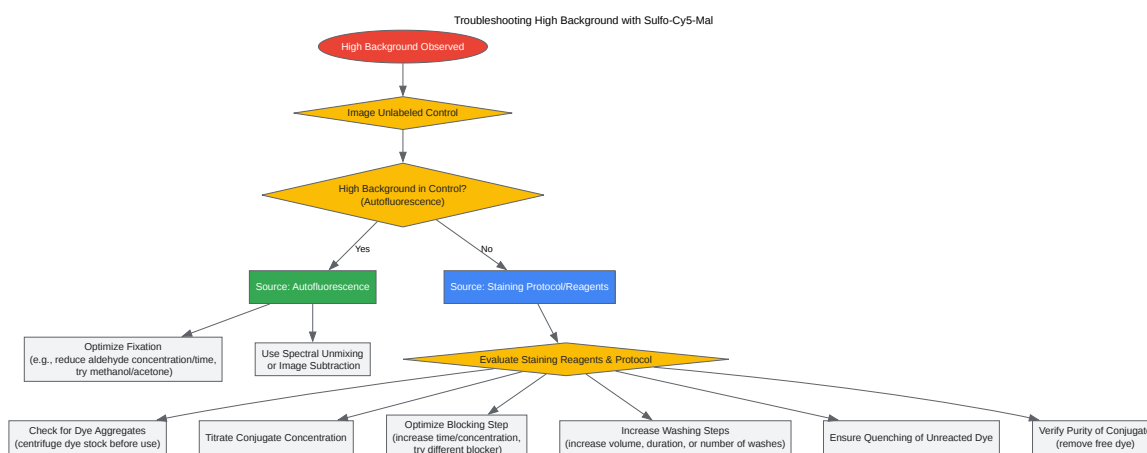 Troubleshooting High Background with Sulfo-Cy5-Mal
High Background Observed
Image Unlabeled Control
High Background in Control?
(Autofluorescence)
Yes
No
Source: Autofluorescence
Source: Staining Protocol/Reagents
Optimize Fixation
(e.g., reduce aldehyde concentration/time,
try methanol/acetone)
Use Spectral Unmixing
or Image Subtraction
Evaluate Staining Reagents & Protocol
Check for Dye Aggregates
(centrifuge dye stock before use)
Titrate Conjugate Concentration
Optimize Blocking Step
(increase time/concentration,
try different blocker)
Increase Washing Steps
(increase volume, duration, or number of washes)
Ensure Quenching of Unreacted Dye
Verify Purity of Conjugate
(remove free dye)